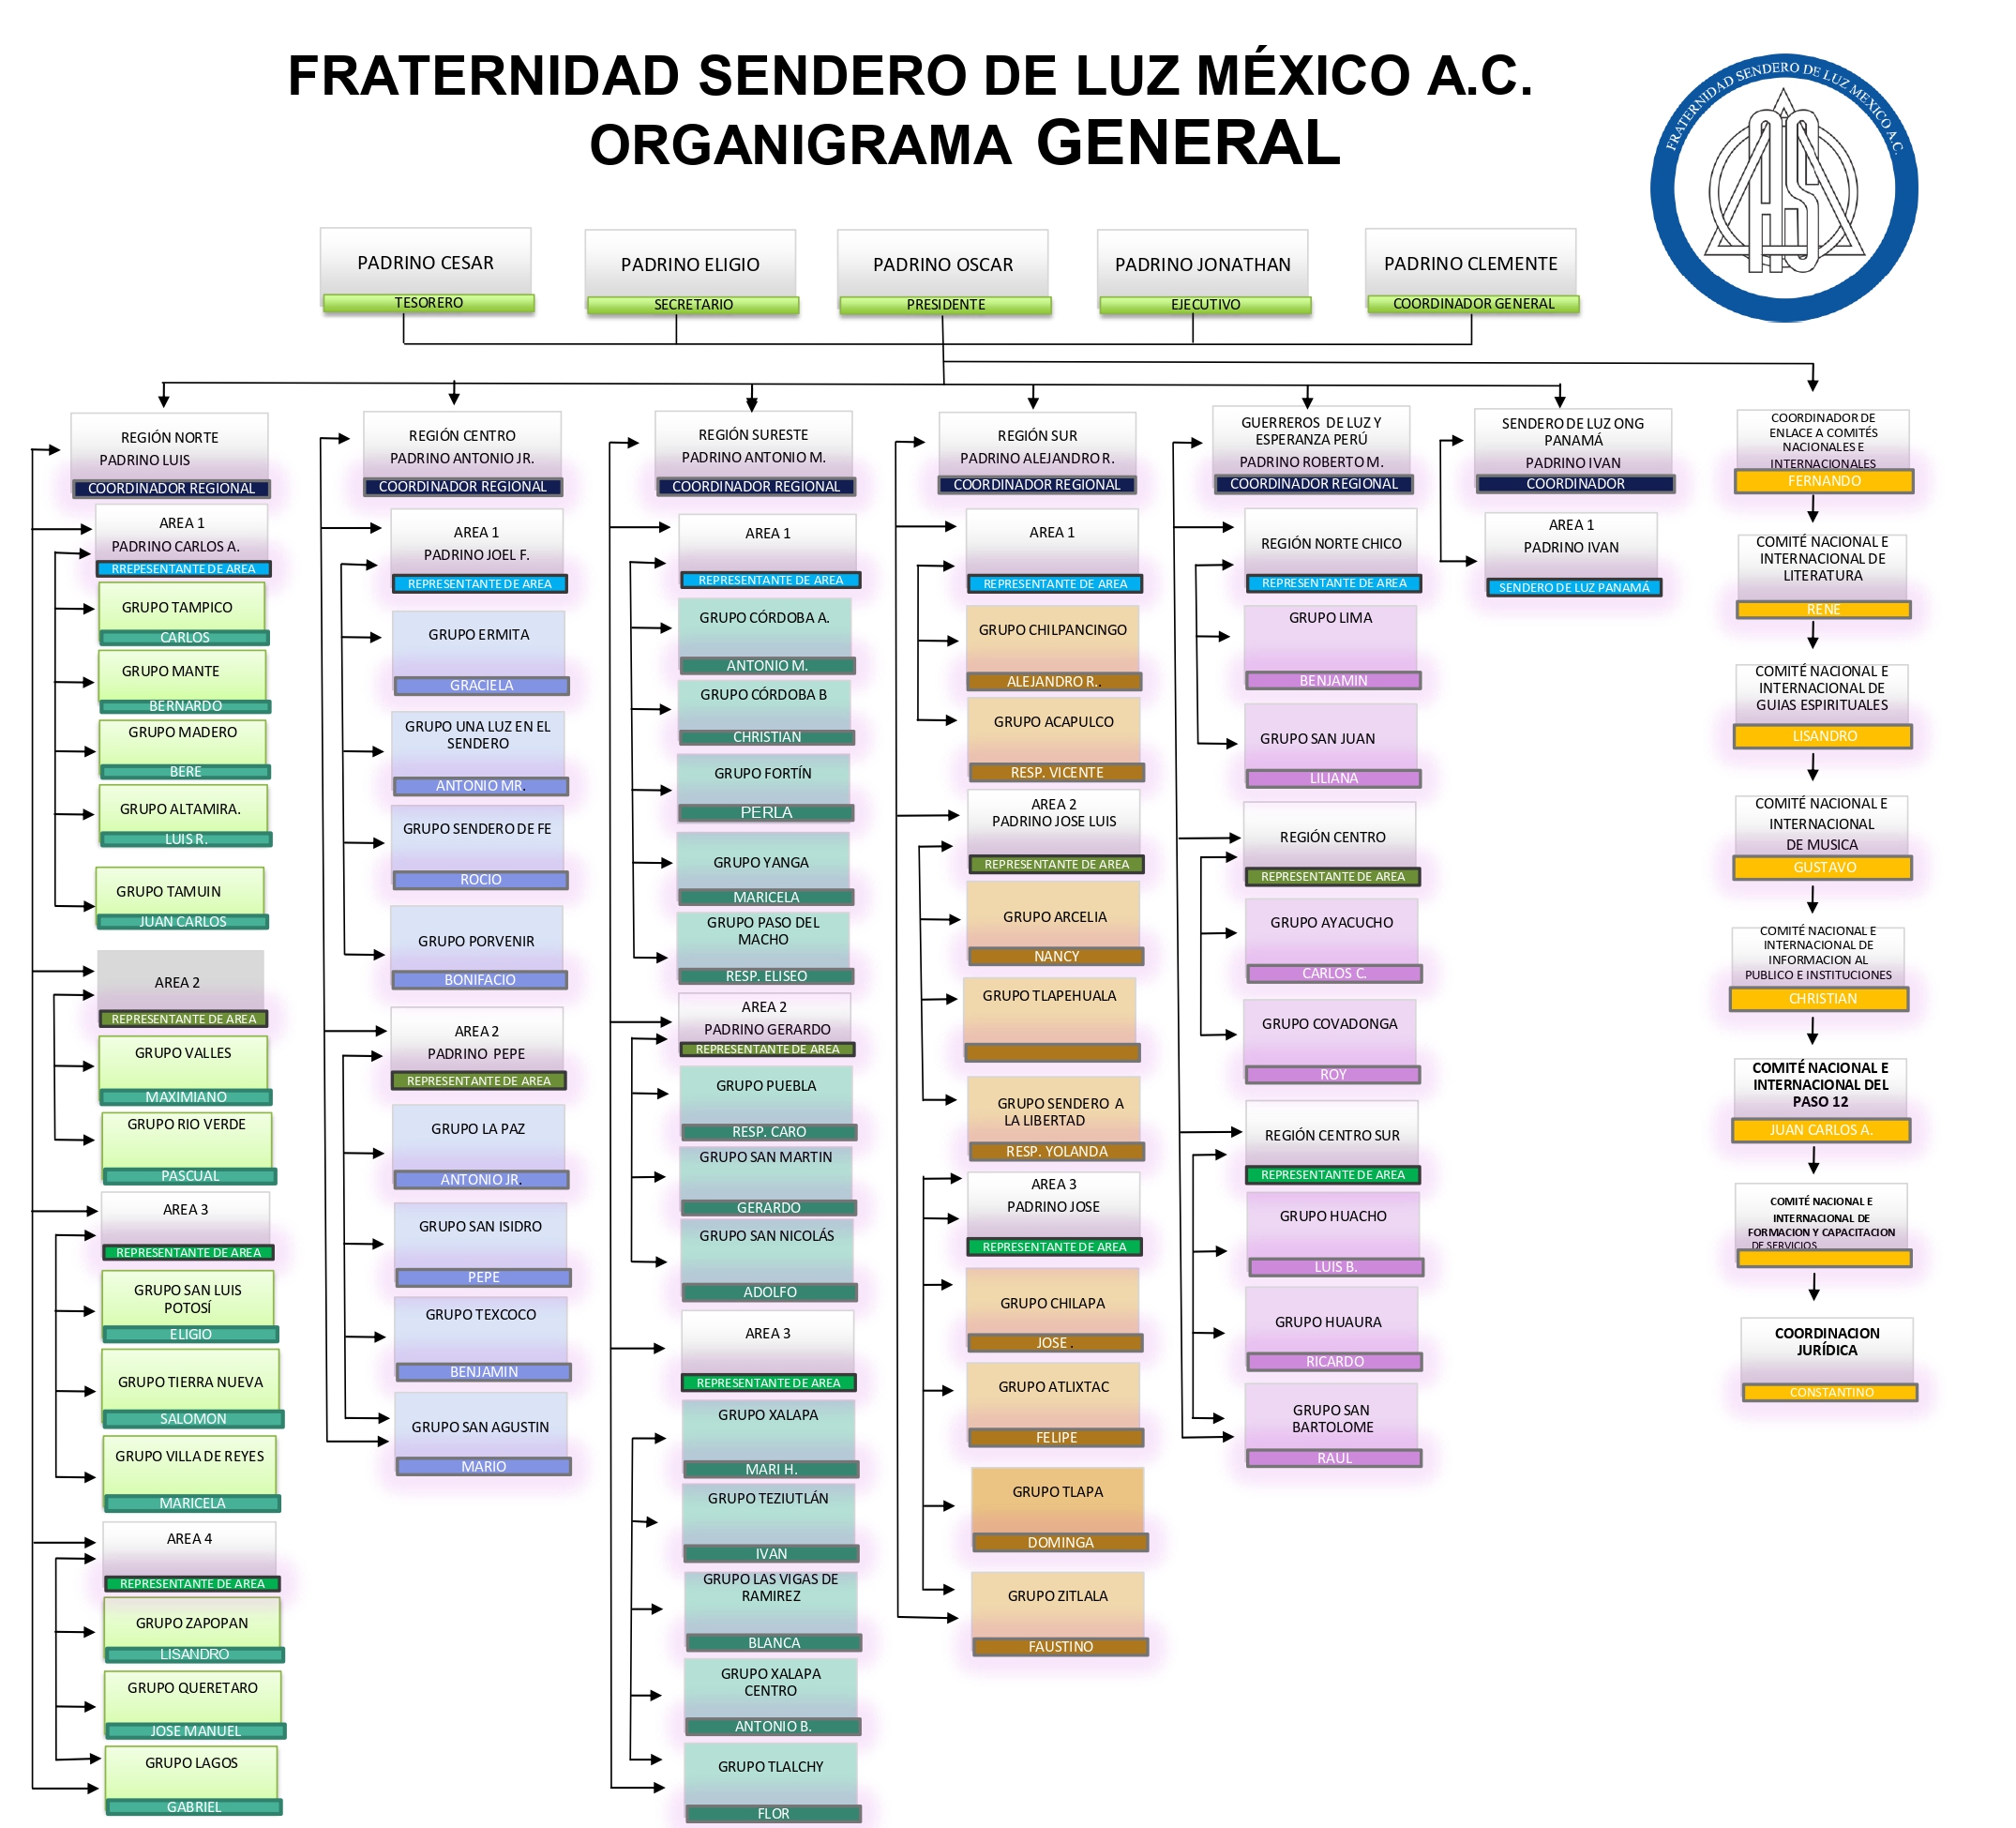 FRATERNIDAD SENDERO DE LUZ MÉXICO A.C.
ORGANIGRAMA GENERAL
FRATERNIDAD SENDERO DE LUZ MEXICO A.C.
PADRINO CESAR
TESORERO
PADRINO ELIGIO
SECRETARIO
PADRINO OSCAR
PRESIDENTE
PADRINO JONATHAN
EJECUTIVO
PADRINO CLEMENTE
COORDINADOR GENERAL
REGIÓN NORTE
PADRINO LUIS
COORDINADOR REGIONAL
AREA 1
PADRINO CARLOS A.
RREPESENTANTE DE AREA
GRUPO TAMPICO
CARLOS
GRUPO MANTE
BERNARDO
GRUPO MADERO
BERE
GRUPO ALTAMIRA.
LUIS R.
GRUPO TAMUIN
JUAN CARLOS
AREA 2
REPRESENTANTE DE AREA
GRUPO VALLES
MAXIMIANO
GRUPO RIO VERDE
PASCUAL
AREA 3
REPRESENTANTE DE AREA
GRUPO SAN LUIS
POTOSÍ
ELIGIO
GRUPO TIERRA NUEVA
SALOMON
GRUPO VILLA DE REYES
MARICELA
AREA 4
REPRESENTANTE DE AREA
GRUPO ZAPOPAN
LISANDRO
GRUPO QUERETARO
JOSE MANUEL
GRUPO LAGOS
GABRIEL
REGIÓN CENTRO
PADRINO ANTONIO JR.
COORDINADOR REGIONAL
AREA 1
PADRINO JOEL F.
REPRESENTANTE DE AREA
GRUPO ERMITA
GRACIELA
GRUPO UNA LUZ EN EL
SENDERO
ANTONIO MR.
GRUPO SENDERO DE FE
ROCIO
GRUPO PORVENIR
BONIFACIO
AREA 2
PADRINO PEPE
REPRESENTANTE DE AREA
GRUPO LA PAZ
ANTONIO JR.
GRUPO SAN ISIDRO
PEPE
GRUPO TEXCOCO
BENJAMIN
GRUPO SAN AGUSTIN
MARIO
REGIÓN SURESTE
PADRINO ANTONIO M.
COORDINADOR REGIONAL
AREA 1
REPRESENTANTE DE AREA
GRUPO CÓRDOBA A.
ANTONIO M.
GRUPO CÓRDOBA B
CHRISTIAN
GRUPO FORTÍN
PERLA
GRUPO YANGA
MARICELA
GRUPO PASO DEL
MACHO
RESP. ELISEO
AREA 2
PADRINO GERARDO
REPRESENTANTE DE AREA
GRUPO PUEBLA
RESP. CARO
GRUPO SAN MARTIN
GERARDO
GRUPO SAN NICOLÁS
ADOLFO
AREA 3
REPRESENTANTE DE AREA
GRUPO XALAPA
MARI H.
GRUPO TEZIUTLÁN
IVAN
GRUPO LAS VIGAS DE
RAMIREZ
BLANCA
GRUPO XALAPA
CENTRO
ANTONIO B.
GRUPO TLALCHY
FLOR
REGIÓN SUR
PADRINO ALEJANDRO R.
COORDINADOR REGIONAL
AREA 1
REPRESENTANTE DE AREA
GRUPO CHILPANCINGO
ALEJANDRO R..
GRUPO ACAPULCO
RESP. VICENTE
AREA 2
PADRINO JOSE LUIS
REPRESENTANTE DE AREA
GRUPO ARCELIA
NANCY
GRUPO TLAPEHUALA
GRUPO SENDERO A
LA LIBERTAD
RESP. YOLANDA
AREA 3
PADRINO JOSE
REPRESENTANTE DE AREA
GRUPO CHILAPA
JOSE .
GRUPO ATLIXTAC
FELIPE
GRUPO TLAPA
DOMINGA
GRUPO ZITLALA
FAUSTINO
GUERREROS DE LUZ Y
ESPERANZA PERÚ
PADRINO ROBERTO M.
COORDINADOR REGIONAL
REGIÓN NORTE CHICO
REPRESENTANTE DE AREA
GRUPO LIMA
BENJAMIN
GRUPO SAN JUAN
LILIANA
REGIÓN CENTRO
REPRESENTANTE DE AREA
GRUPO AYACUCHO
CARLOS C.
GRUPO COVADONGA
ROY
REGIÓN CENTRO SUR
REPRESENTANTE DE AREA
GRUPO HUACHO
LUIS B.
GRUPO HUAURA
RICARDO
GRUPO SAN
BARTOLOME
RAUL
SENDERO DE LUZ ONG
PANAMÁ
PADRINO IVAN
COORDINADOR
AREA 1
PADRINO IVAN
SENDERO DE LUZ PANAMÁ
COORDINADOR DE
ENLACE A COMITÉS
NACIONALES E
INTERNACIONALES
FERNANDO
COMITÉ NACIONAL E
INTERNACIONAL DE
LITERATURA
RENE
COMITÉ NACIONAL E
INTERNACIONAL DE
GUIAS ESPIRITUALES
LISANDRO
COMITÉ NACIONAL E
INTERNACIONAL
DE MUSICA
GUSTAVO
COMITÉ NACIONAL E
INTERNACIONAL DE
INFORMACION AL
PUBLICO E INSTITUCIONES
CHRISTIAN
COMITÉ NACIONAL E
INTERNACIONAL DEL
PASO 12
JUAN CARLOS A.
COMITÉ NACIONAL E
INTERNACIONAL DE
FORMACION Y CAPACITACION
DE SERVICIOS
COORDINACION
JURÍDICA
CONSTANTINO